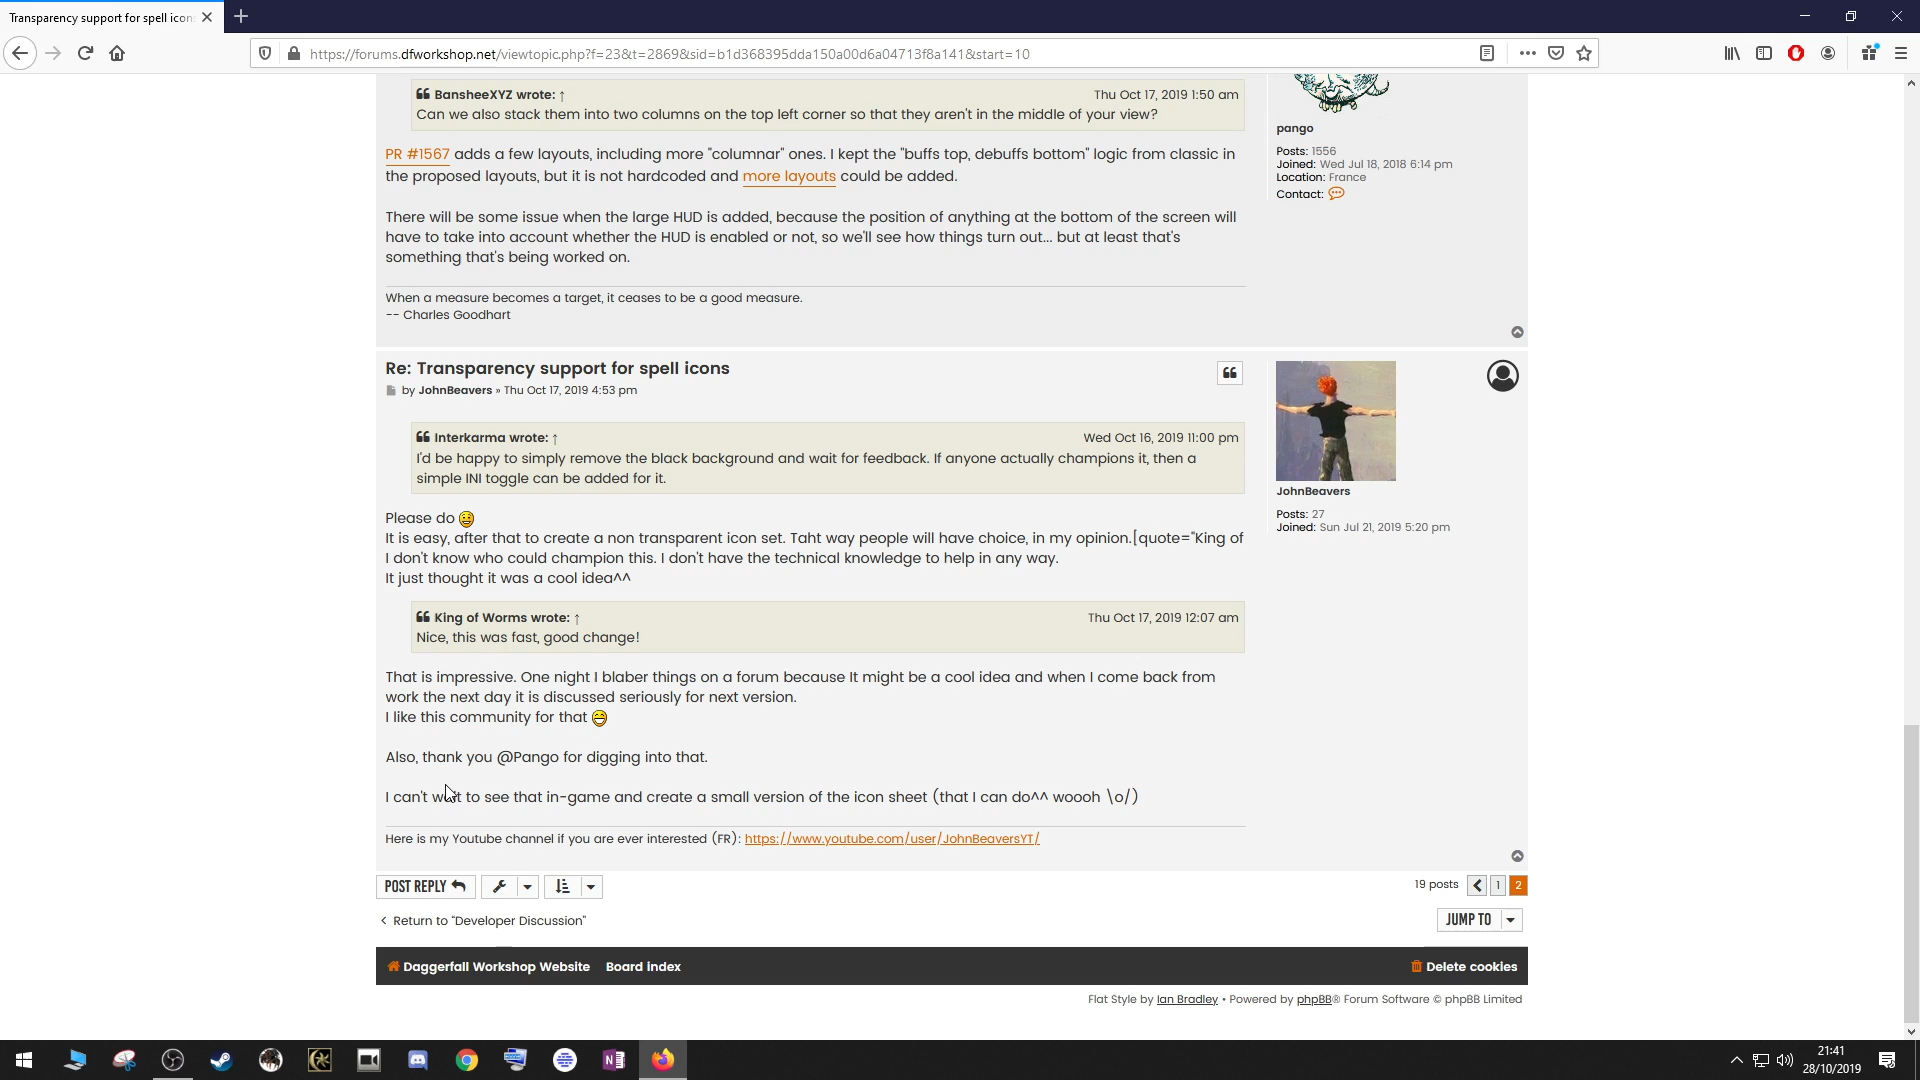 Transparency support for spell icons
https://forums.dfworkshop.net/viewtopic.php?f=23&t=2869&sid=b1d368395dda150a00d6a04713f8a141&start=10
BansheeXYZ wrote: ↑ Thu Oct 17, 2019 1:50 am
Can we also stack them into two columns on the top left corner so that they aren't in the middle of your view?
PR #1567 adds a few layouts, including more "columnar" ones. I kept the "buffs top, debuffs bottom" logic from classic in
the proposed layouts, but it is not hardcoded and more layouts could be added.
There will be some issue when the large HUD is added, because the position of anything at the bottom of the screen will
have to take into account whether the HUD is enabled or not, so we'll see how things turn out... but at least that's
something that's being worked on.
When a measure becomes a target, it ceases to be a good measure.
-- Charles Goodhart
pango
Posts: 1556
Joined: Wed Jul 18, 2018 6:14 pm
Location: France
Contact:
Re: Transparency support for spell icons
by JohnBeavers » Thu Oct 17, 2019 4:53 pm
Interkarma wrote: ↑ Wed Oct 16, 2019 11:00 pm
I'd be happy to simply remove the black background and wait for feedback. If anyone actually champions it, then a
simple INI toggle can be added for it.
Please do
It is easy, after that to create a non transparent icon set. Taht way people will have choice, in my opinion.[quote="King of
I don't know who could champion this. I don't have the technical knowledge to help in any way.
It just thought it was a cool idea^^
King of Worms wrote: ↑ Thu Oct 17, 2019 12:07 am
Nice, this was fast, good change!
That is impressive. One night I blaber things on a forum because It might be a cool idea and when I come back from
work the next day it is discussed seriously for next version.
I like this community for that
Also, thank you @Pango for digging into that.
I can't wait to see that in-game and create a small version of the icon sheet (that I can do^^ woooh \o/)
Here is my Youtube channel if you are ever interested (FR): https://www.youtube.com/user/JohnBeaversYT/
JohnBeavers
Posts: 27
Joined: Sun Jul 21, 2019 5:20 pm
POST REPLY
19 posts 1 2
Return to "Developer Discussion"
JUMP TO
Daggerfall Workshop Website Board index Delete cookies
Flat Style by Ian Bradley • Powered by phpBB® Forum Software © phpBB Limited
21:41
28/10/2019